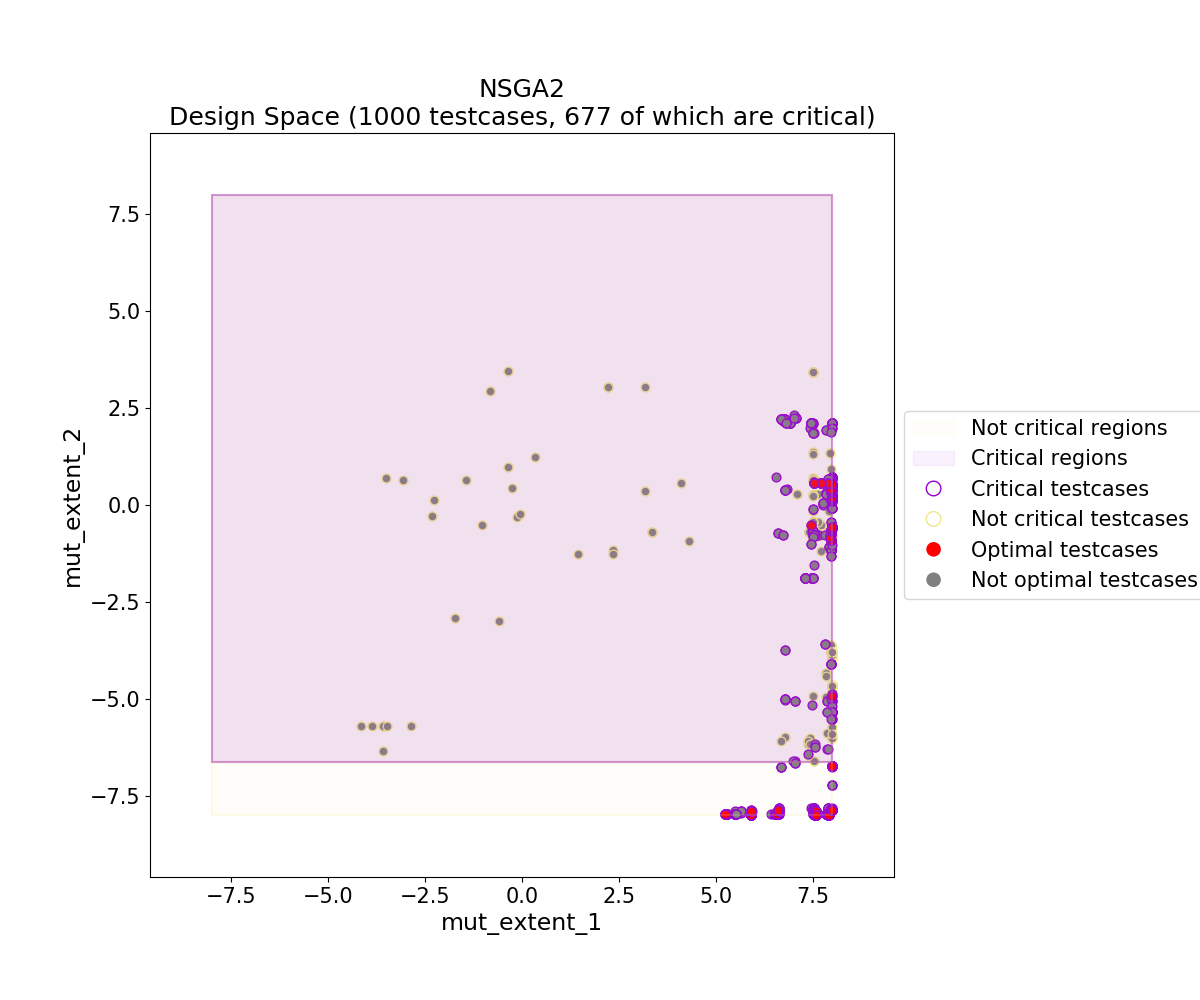 NSGA2
Design Space (1000 testcases, 677 of which are critical)
7.5
5.0
2.5
0.0
−2.5
−5.0
−7.5
mut_extent_2
−7.5
−5.0
−2.5
0.0
2.5
5.0
7.5
mut_extent_1
Not critical regions
Critical regions
Critical testcases
Not critical testcases
Optimal testcases
Not optimal testcases